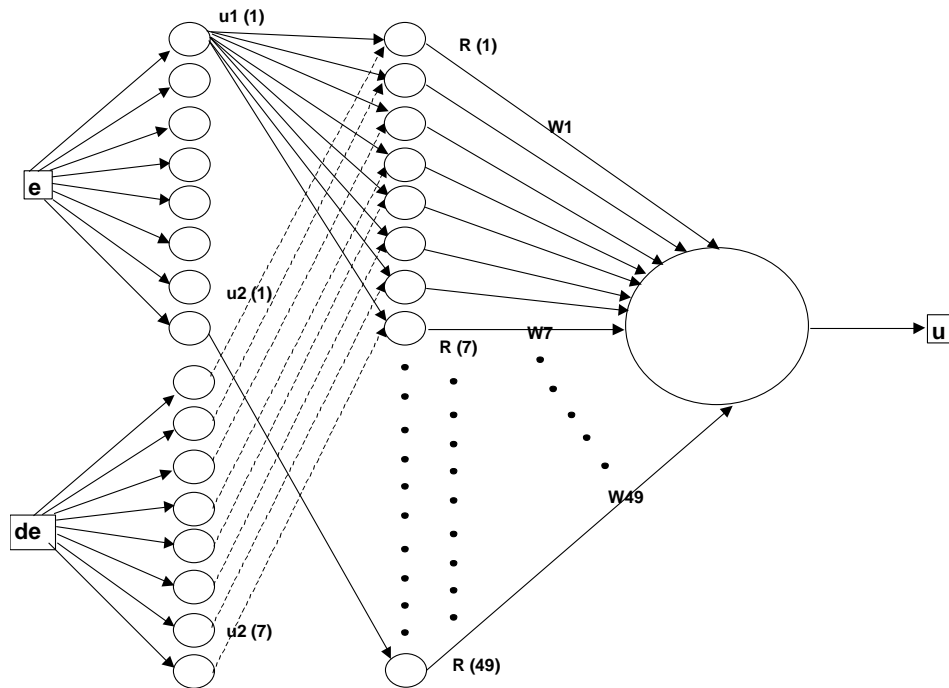 u1 (1)
R (1)
W1
e
u2 (1)
R (7)
W7
u
W49
de
u2 (7)
R (49)